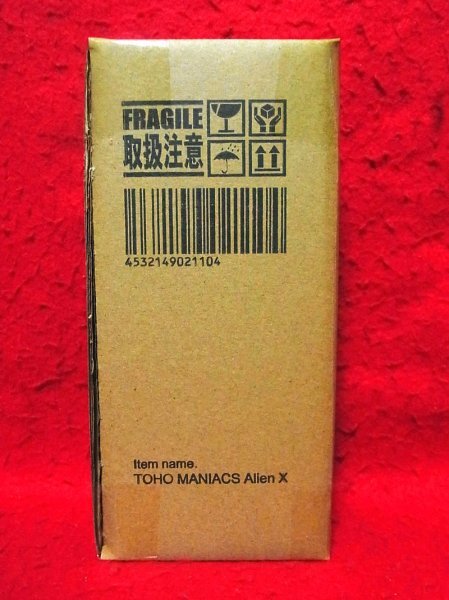 FRAGILE
取扱注意
4532149021104
Item name.
TOHO MANIACS Alien X